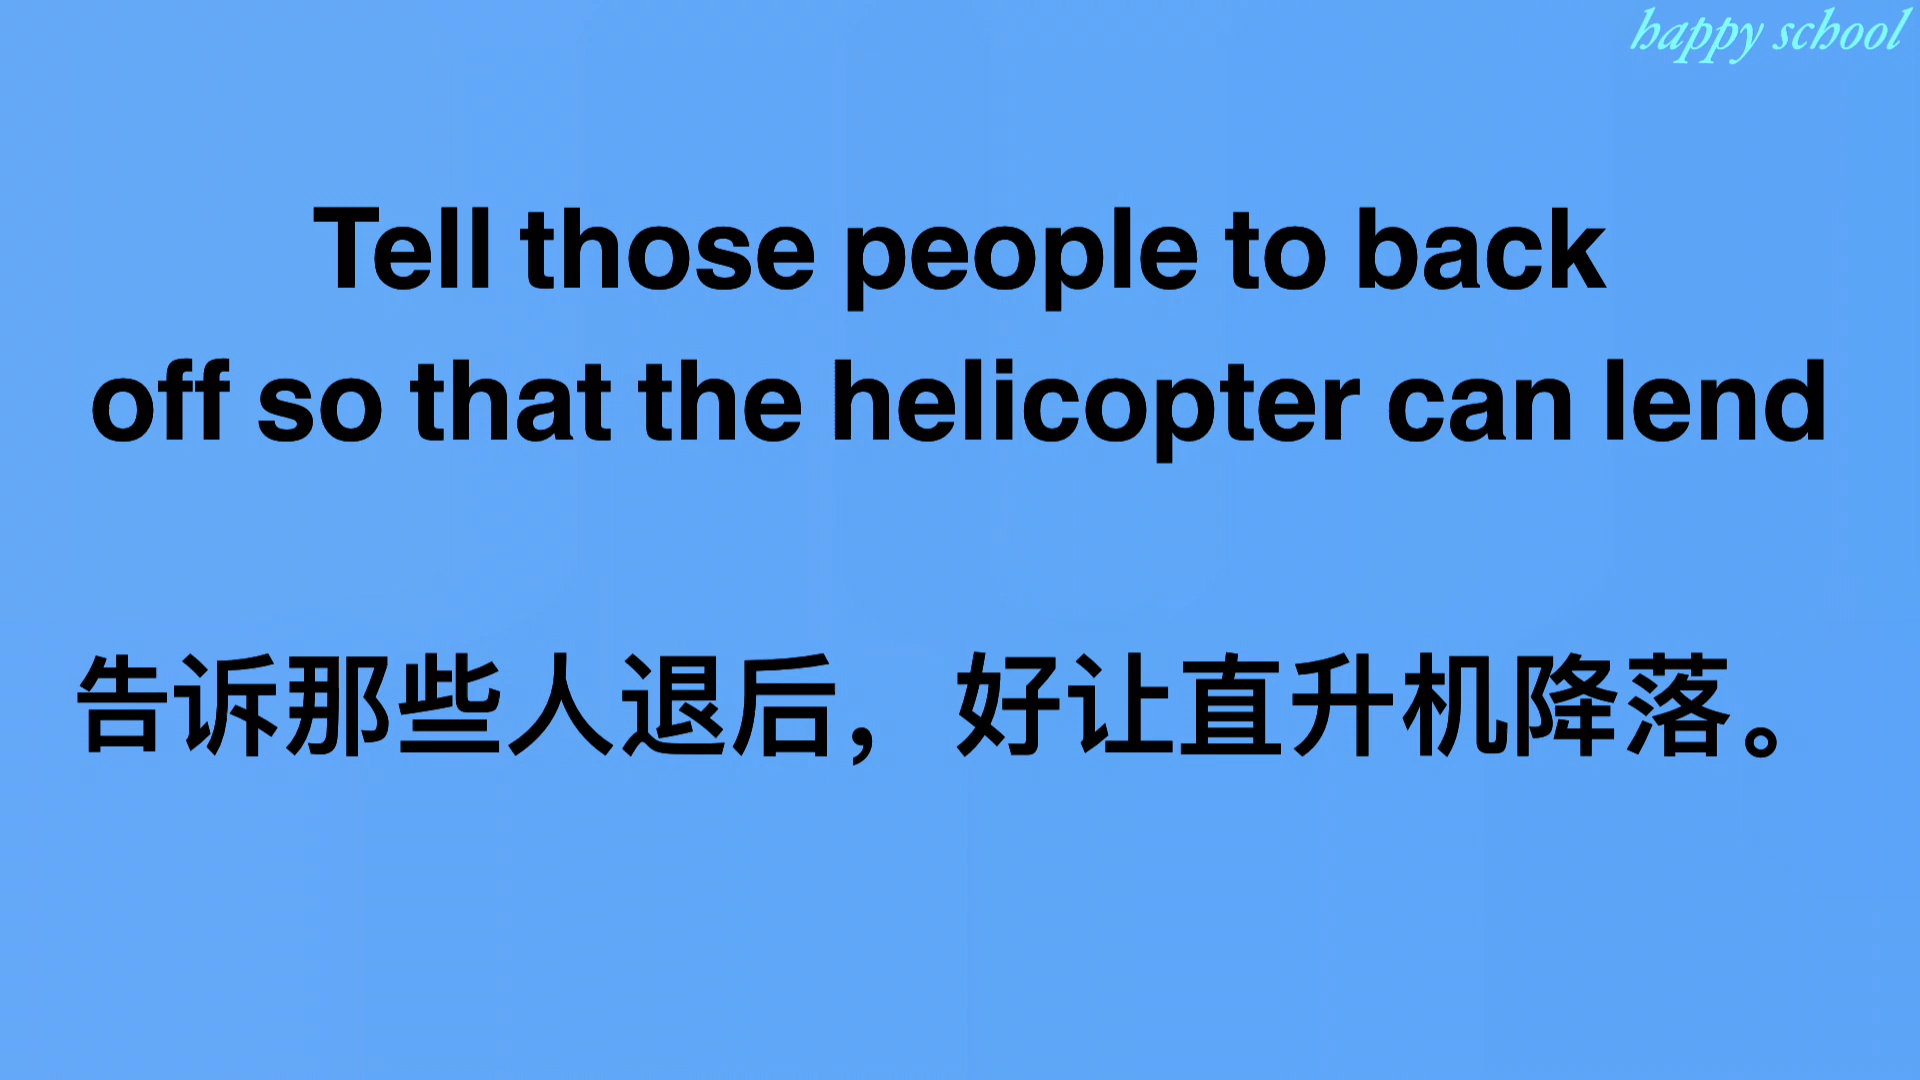 happy school
Tell those people to back
off so that the helicopter can lend
告诉那些人退后，好让直升机降落。